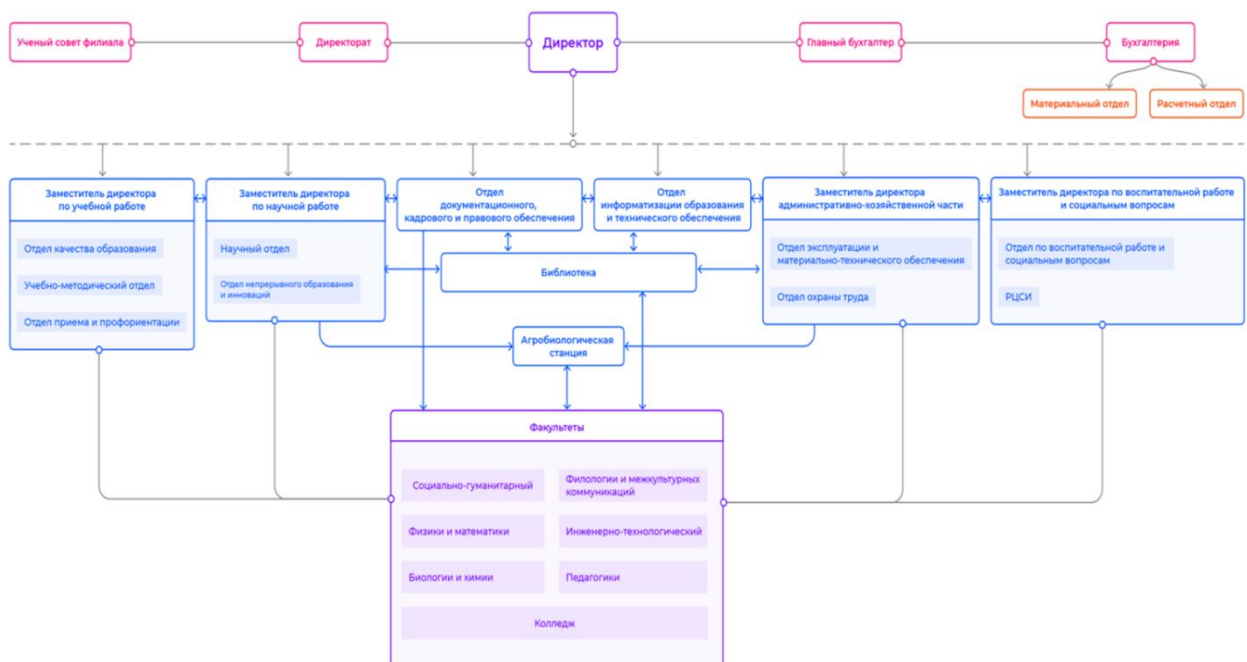 Ученый совет филиала
Директорат
Директор
Главный бухгалтер
Бухгалтерия
Материальный отдел
Расчетный отдел
Заместитель директора
по учебной работе
Отдел качества образования
Учебно-методический отдел
Отдел приема и профориентации
Заместитель директора
по научной работе
Научный отдел
Отдел непрерывного образования
и инноваций
Отдел
документационного,
кадрового и правового обеспечения
Отдел
информатизации образования
и технического обеспечения
Библиотека
Агробиологическая
станция
Заместитель директора
административно-хозяйственной части
Отдел эксплуатации и
материально-технического обеспечения
Отдел охраны труда
Заместитель директора по воспитательной работе
и социальным вопросам
Отдел по воспитательной работе и
социальным вопросам
РЦСИ
Факультеты
Социально-гуманитарный
Филологии и межкультурных
коммуникаций
Физики и математики
Инженерно-технологический
Биологии и химии
Педагогики
Колледж